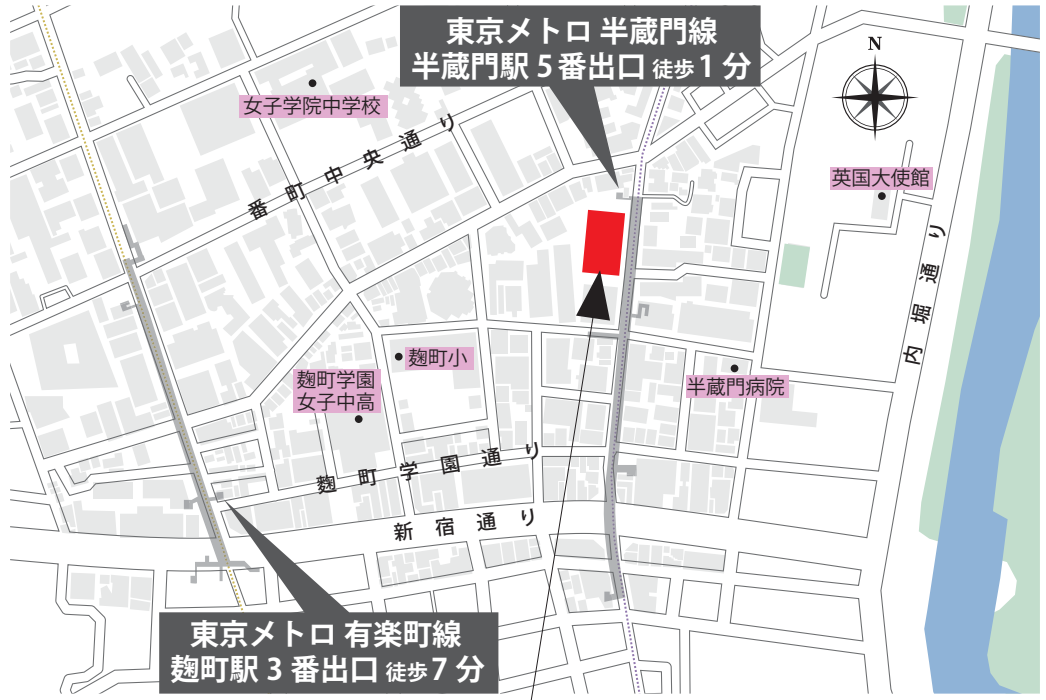 東京メトロ 半蔵門線
半蔵門駅 5 番出口 徒歩 1 分
N
女子学院中学校
番町中央通り
英国大使館
内堀通り
麹町小
麹町学園
女子中高
半蔵門病院
麹町学園通り
新宿通り
東京メトロ 有楽町線
麹町駅 3 番出口 徒歩 7 分